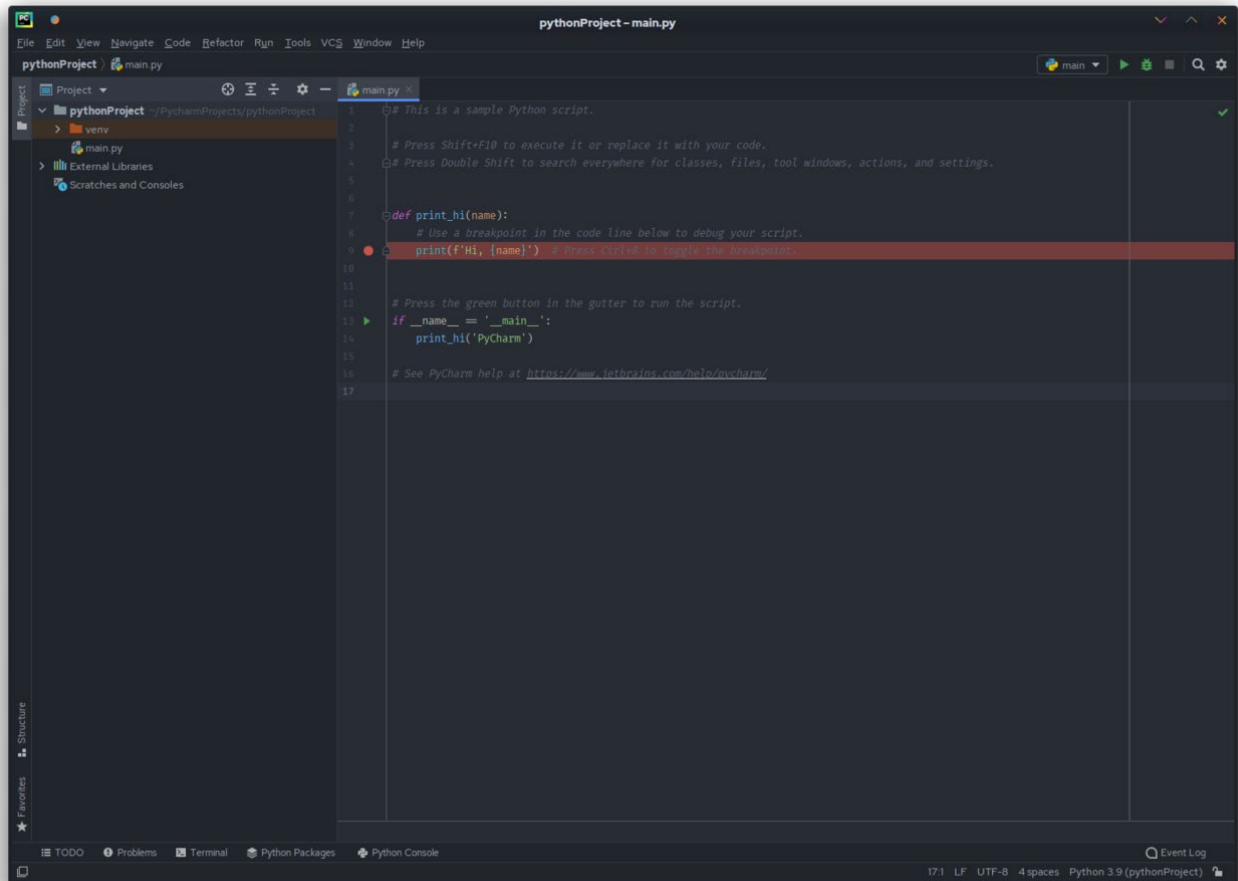 PC
pythonProject – main.py
File Edit View Navigate Code Refactor Run Tools VCS Window Help
pythonProject main.py
main
Project
Project
main.py
pythonProject ~/PycharmProjects/pythonProject
venv
main.py
External Libraries
Scratches and Consoles
1 # This is a sample Python script.
2
3 # Press Shift+F10 to execute it or replace it with your code.
4 # Press Double Shift to search everywhere for classes, files, tool windows, actions, and settings.
5
6
7 def print_hi(name):
8 # Use a breakpoint in the code line below to debug your script.
9 print(f'Hi, {name}') # Press Ctrl+8 to toggle the breakpoint.
10
11
12 # Press the green button in the gutter to run the script.
13 if __name__ == '__main__':
14 print_hi('PyCharm')
15
16 # See PyCharm help at https://www.jetbrains.com/help/pycharm/
17
Structure
Favorites
TODO Problems Terminal Python Packages Python Console Event Log
17:1 LF UTF-8 4 spaces Python 3.9 (pythonProject)